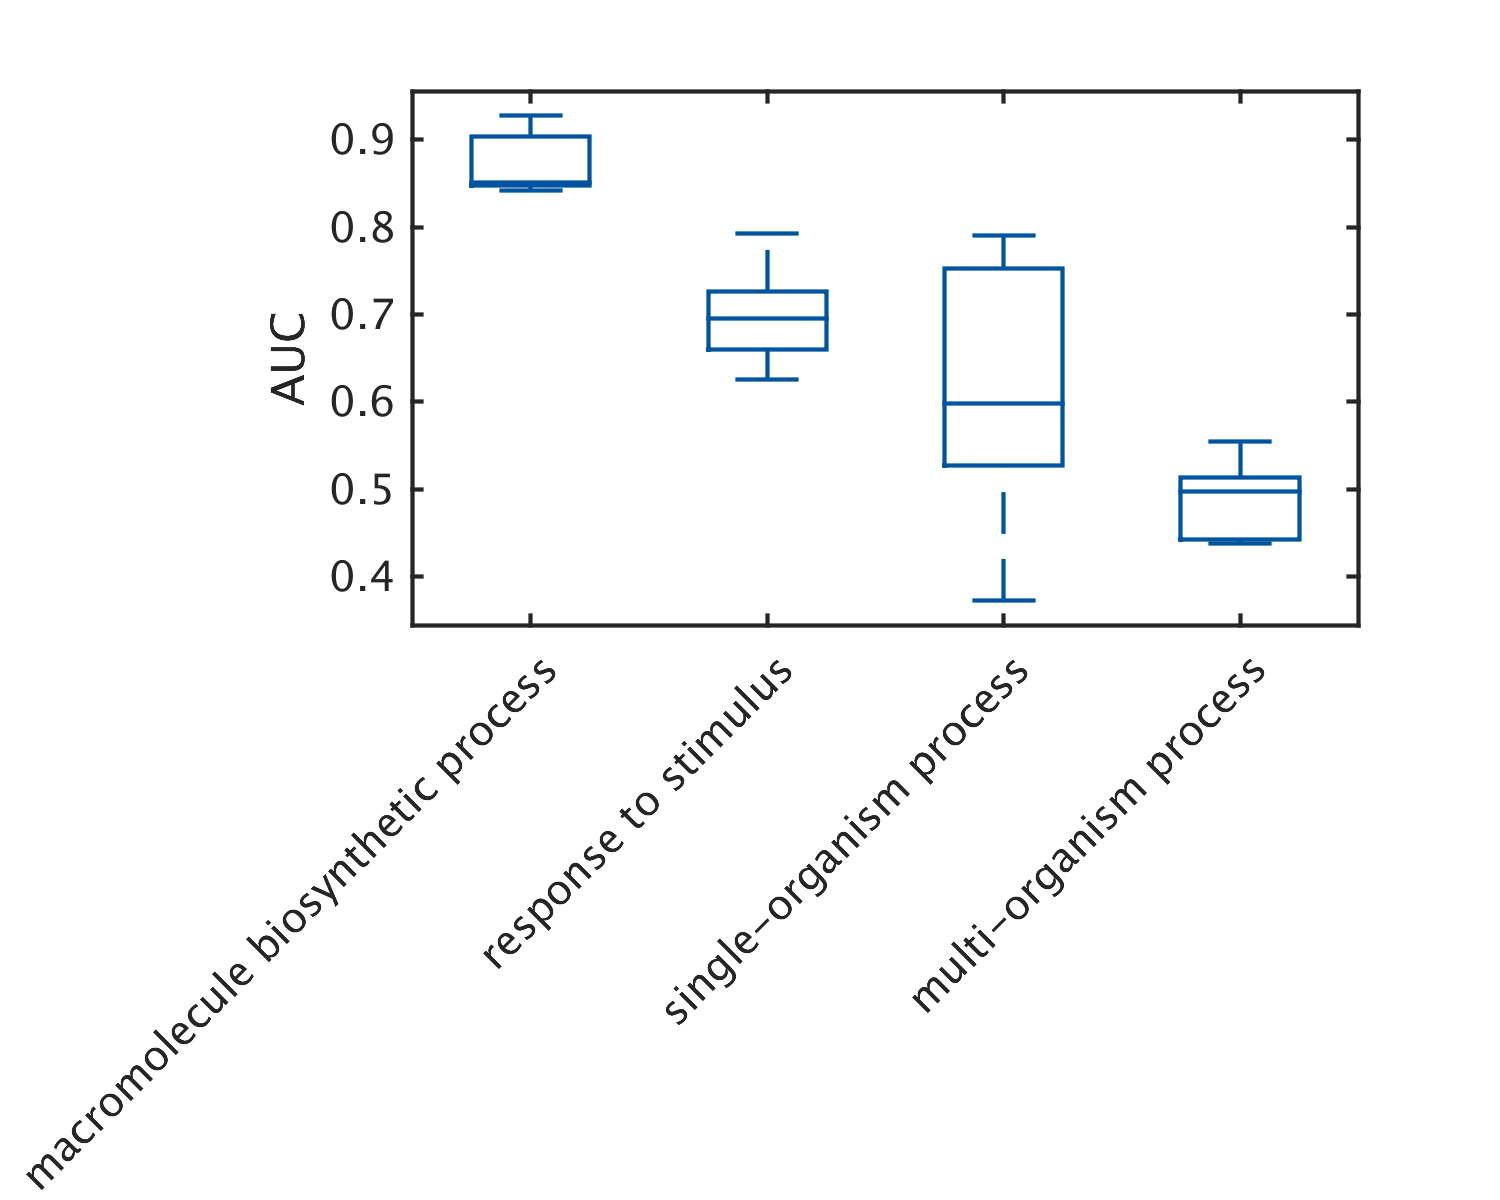 AUC
0.9
0.8
0.7
0.6
0.5
0.4
macromolecule biosynthetic process
response to stimulus
single−organism process
multi−organism process